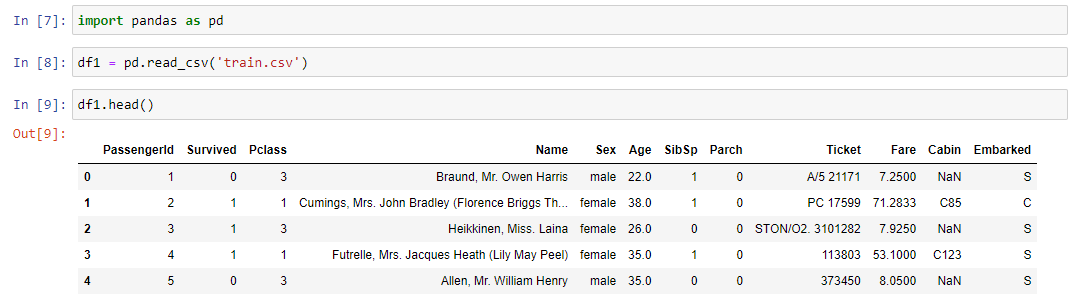 In [7]: import pandas as pd
In [8]: df1 = pd.read_csv('train.csv')
In [9]: df1.head()
Out[9]:
PassengerId Survived Pclass Name Sex Age SibSp Parch Ticket Fare Cabin Embarked
0 1 0 3 Braund, Mr. Owen Harris male 22.0 1 0 A/5 21171 7.2500 NaN S
1 2 1 1 Cumings, Mrs. John Bradley (Florence Briggs Th... female 38.0 1 0 PC 17599 71.2833 C85 C
2 3 1 3 Heikkinen, Miss. Laina female 26.0 0 0 STON/O2. 3101282 7.9250 NaN S
3 4 1 1 Futrelle, Mrs. Jacques Heath (Lily May Peel) female 35.0 1 0 113803 53.1000 C123 S
4 5 0 3 Allen, Mr. William Henry male 35.0 0 0 373450 8.0500 NaN S